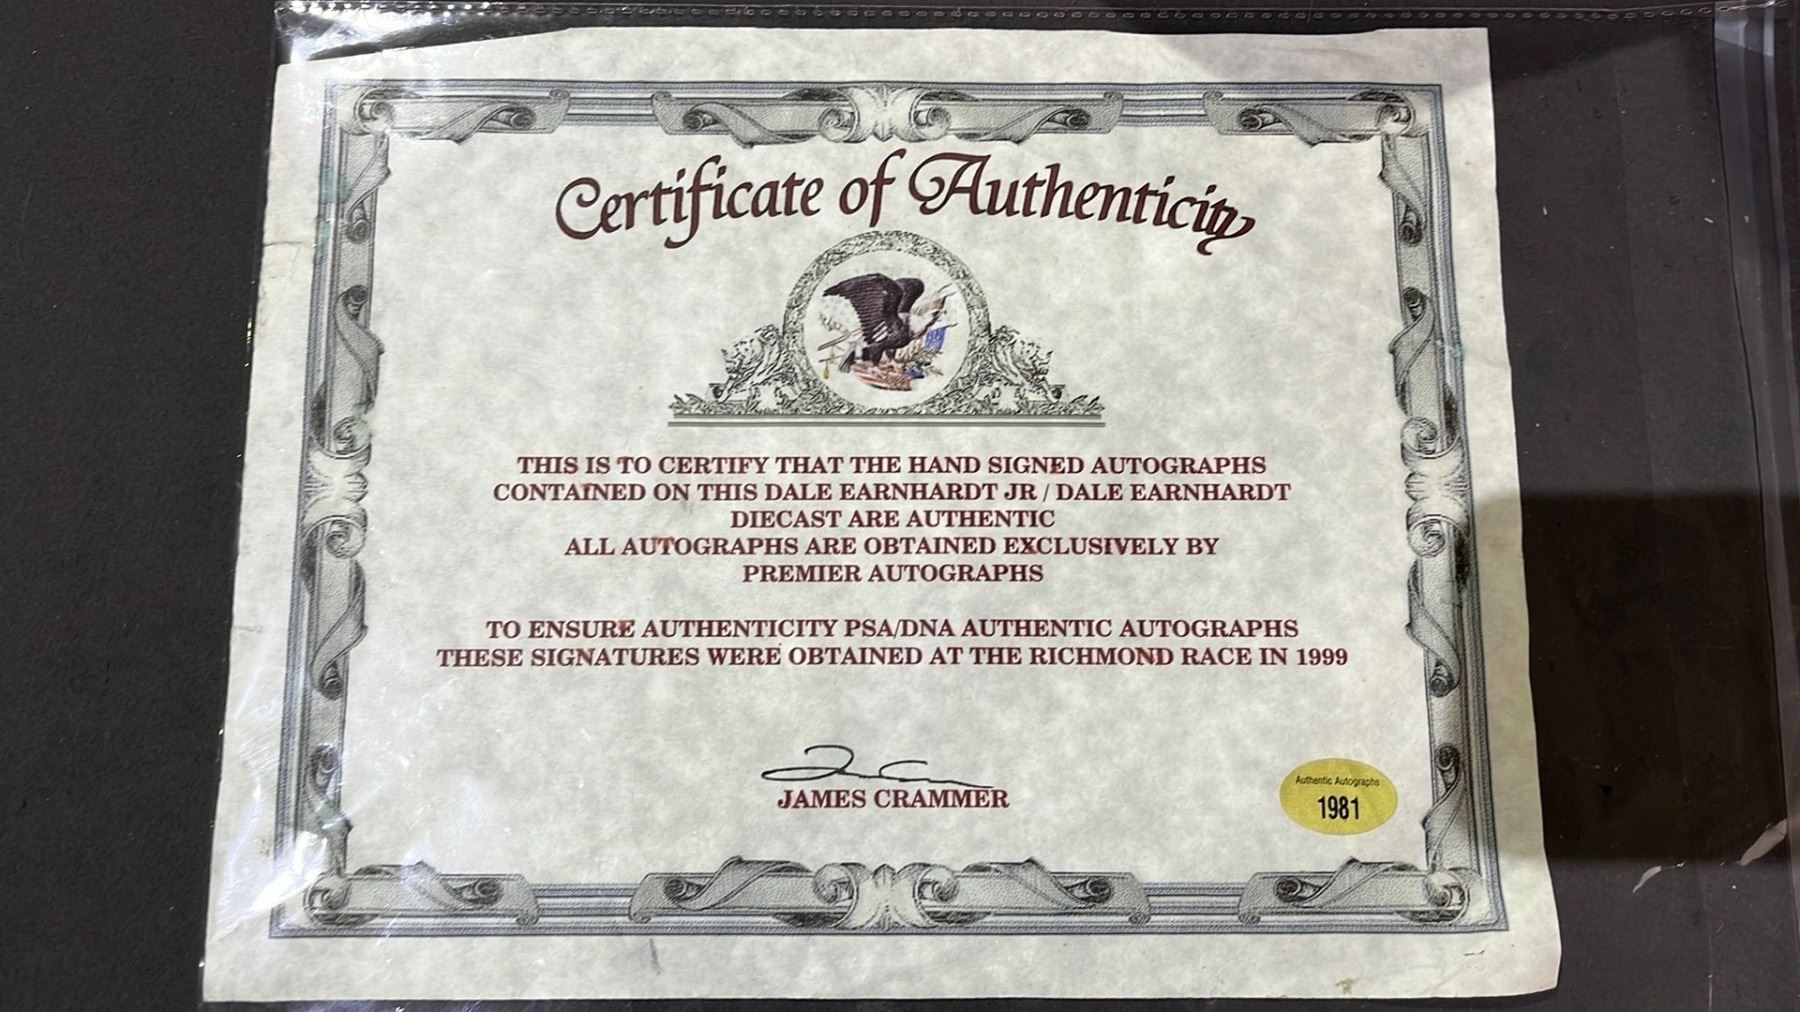 Certificate of Authenticity
THIS IS TO CERTIFY THAT THE HAND SIGNED AUTOGRAPHS
CONTAINED ON THIS DALE EARNHARDT JR / DALE EARNHARDT
DIECAST ARE AUTHENTIC
ALL AUTOGRAPHS ARE OBTAINED EXCLUSIVELY BY
PREMIER AUTOGRAPHS
TO ENSURE AUTHENTICITY PSA/DNA AUTHENTIC AUTOGRAPHS
THESE SIGNATURES WERE OBTAINED AT THE RICHMOND RACE IN 1999
JAMES CRAMMER
Authentic Autographs
1981